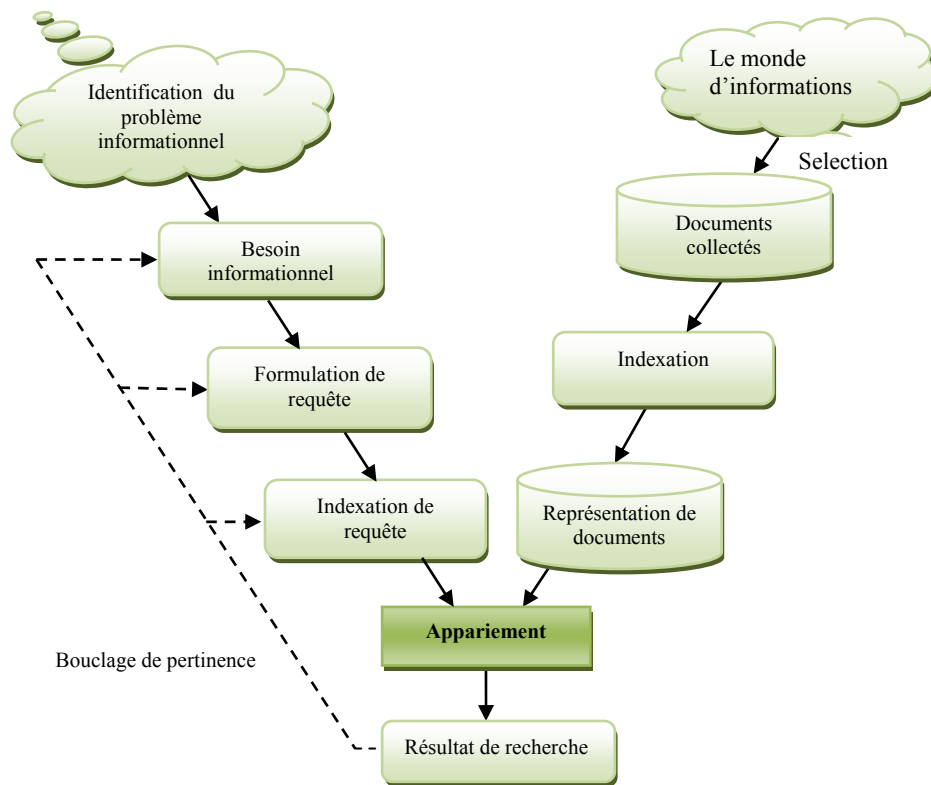 Identification du
problème
informationnel
Le monde
d'informations
Selection
Documents
collectés
Besoin
informationnel
Indexation
Formulation de
requête
Indexation de
requête
Représentation de
documents
Appariement
Bouclage de pertinence
Résultat de recherche